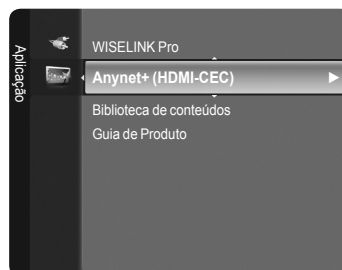 Aplicação
WISELINK Pro
Anynet+ (HDMI-CEC)
Biblioteca de conteúdos
Guia de Produto